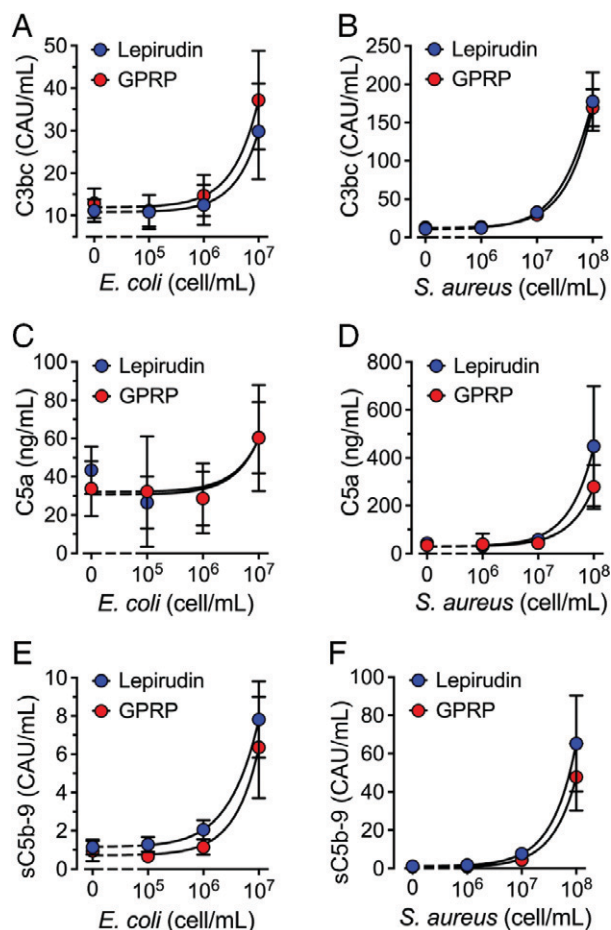 A
C3bc (CAU/mL)
50
40
30
20
10
Lepirudin
GPRP
0 10⁵ 10⁶ 10⁷
E. coli (cell/mL)
B
C3bc (CAU/mL)
250
200
150
100
50
0
Lepirudin
GPRP
0 10⁶ 10⁷ 10⁸
S. aureus (cell/mL)
C
C5a (ng/mL)
100
80
60
40
20
0
Lepirudin
GPRP
0 10⁵ 10⁶ 10⁷
E. coli (cell/mL)
D
C5a (ng/mL)
800
600
400
200
0
Lepirudin
GPRP
0 10⁶ 10⁷ 10⁸
S. aureus (cell/mL)
E
sC5b-9 (CAU/mL)
10
8
6
4
2
0
Lepirudin
GPRP
0 10⁵ 10⁶ 10⁷
E. coli (cell/mL)
F
sC5b-9 (CAU/mL)
100
80
60
40
20
0
Lepirudin
GPRP
0 10⁶ 10⁷ 10⁸
S. aureus (cell/mL)